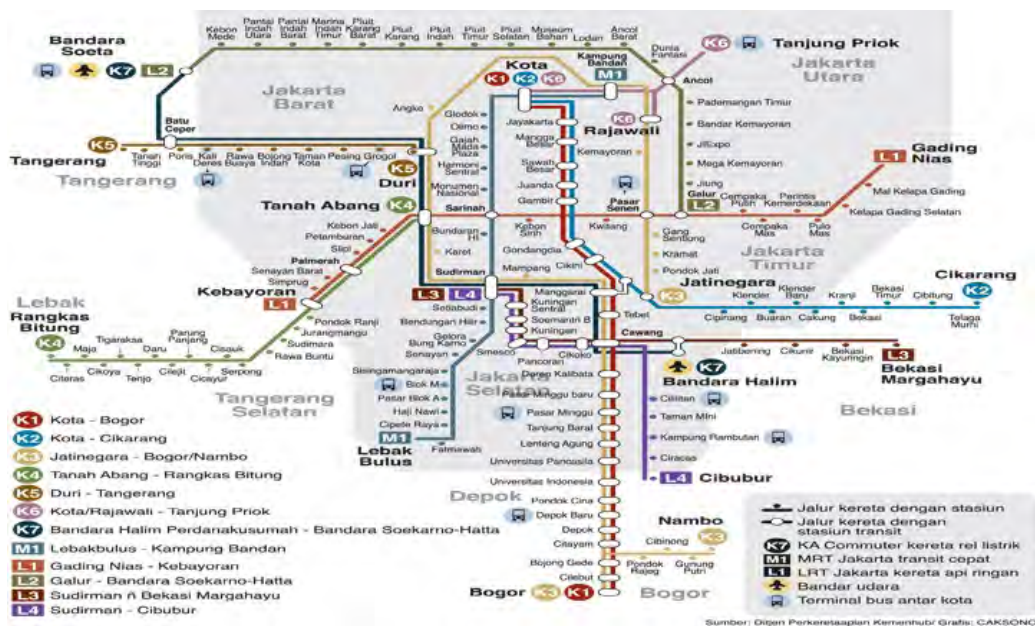 Bandara
Soeta
K7
L2
Kebon
Mede
Pantai
Indah
Utara
Pantai
Indah
Barat
Marina
Indah
Timur
Pluit
Karang
Barat
Pluit
Karang
Pluit
Indah
Pluit
Timur
Pluit
Selatan
Museum
Bahari
Lodan
Ancol
Barat
Dunia
Fantasi
K6
Tanjung Priok
Jakarta
Utara
Jakarta
Barat
Kota
K1
K2
K6
Kampung
Bandan
M1
Ancol
Angke
Glodok
Olimo
Gajah
Mada
Plaza
Harmoni
Sentral
Monumen
Nasional
Jayakarta
Mangga
Besar
Sawah
Besar
Juanda
Gambir
K6
Rajawali
Kemayoran
Pademangan Timur
Bandar Kemayoran
JIExpo
Mega Kemayoran
Jiung
Galur
L2
L1
Gading
Nias
Batu
Ceper
K5
Tangerang
Tanah
Tinggi
Poris
Kali
Deres
Rawa
Buaya
Bojong
Indah
Taman
Kota
Pesing
Grogol
K5
Duri
Tangerang
Tanah Abang
K4
Sarinah
Pasar
Senen
Cempaka
Putih
Perintis
Kemerdekaan
Mal Kelapa Gading
Kelapa Gading Selatan
Cempaka
Mas
Pulo
Mas
Kebon Jati
Petamburan
Slipi
Palmerah
Senayan Barat
Simprug
Kebayoran
L1
Bundaran
HI
Karet
Kebon
Sirih
Kwitang
Gang
Sentiong
Kramat
Pondok Jati
Gondangdia
Cikini
Jakarta
Timur
Sudirman
Mampang
Manggarai
Jatinegara
K3
Klender
Klender
Baru
Kranji
Bekasi
Timur
Cibitung
Cikarang
K2
Cipinang
Buaran
Cakung
Bekasi
Telaga
Murni
Lebak
Rangkas
Bitung
K4
L3
L4
Setiabudi
Bendungan Hilir
Gelora
Bung Karno
Senayan
Sisingamangaraja
Blok M
Pasar Blok A
Haji Nawi
Cipete Raya
M1
Lebak
Bulus
Fatmawati
Kuningan
Sentral
Soemantri B
Kuningan
Smesco
Pancoran
Cikoko
Tebet
Cawang
Jatibening
Cikunir
Bekasi
Kayuringin
L3
Bekasi
Margahayu
Pondok Ranji
Jurangmangu
Sudimara
Rawa Buntu
Maja
Tigaraksa
Daru
Parung
Panjang
Cisauk
Citeras
Cikoya
Tenjo
Cilejit
Cicayur
Serpong
Tangerang
Selatan
Jakarta
Selatan
K7
Bandara Halim
Bekasi
Duren Kalibata
Pasar Minggu baru
Pasar Minggu
Tanjung Barat
Lenteng Agung
Universitas Pancasila
Universitas Indonesia
Pondok Cina
Depok Baru
Depok
Citayam
Bojong Gede
Cilebut
Bogor
K3
K1
Cililitan
Taman Mini
Kampung Rambutan
Ciracas
L4
Cibubur
Depok
Nambo
K3
Cibinong
Pondok
Rajeg
Gunung
Putri
Bogor
K1 Kota - Bogor
K2 Kota - Cikarang
K3 Jatinegara - Bogor/Nambo
K4 Tanah Abang - Rangkas Bitung
K5 Duri - Tangerang
K6 Kota/Rajawali - Tanjung Priok
K7 Bandara Halim Perdanakusumah - Bandara Soekarno-Hatta
M1 Lebakbulus - Kampung Bandan
L1 Gading Nias - Kebayoran
L2 Galur - Bandara Soekarno-Hatta
L3 Sudirman ñ Bekasi Margahayu
L4 Sudirman - Cibubur
Jalur kereta dengan stasiun
Jalur kereta dengan
stasiun transit
K7 KA Commuter kereta rel listrik
M1 MRT Jakarta transit cepat
L1 LRT Jakarta kereta api ringan
Bandar udara
Terminal bus antar kota
Sumber: Ditjen Perkeretaapian Kemenhub/ Grafis: CAKSONO